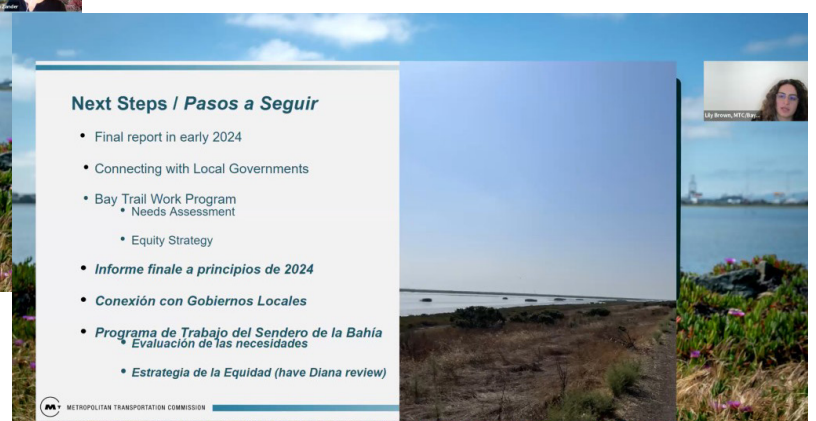 Zander
Next Steps / Pasos a Seguir
• Final report in early 2024
• Connecting with Local Governments
• Bay Trail Work Program
• Needs Assessment
• Equity Strategy
• Informe finale a principios de 2024
• Conexión con Gobiernos Locales
• Programa de Trabajo del Sendero de la Bahía
• Evaluación de las necesidades
• Estrategia de la Equidad (have Diana review)
METROPOLITAN TRANSPORTATION COMMISSION
Lily Brown, MTC/Bay...